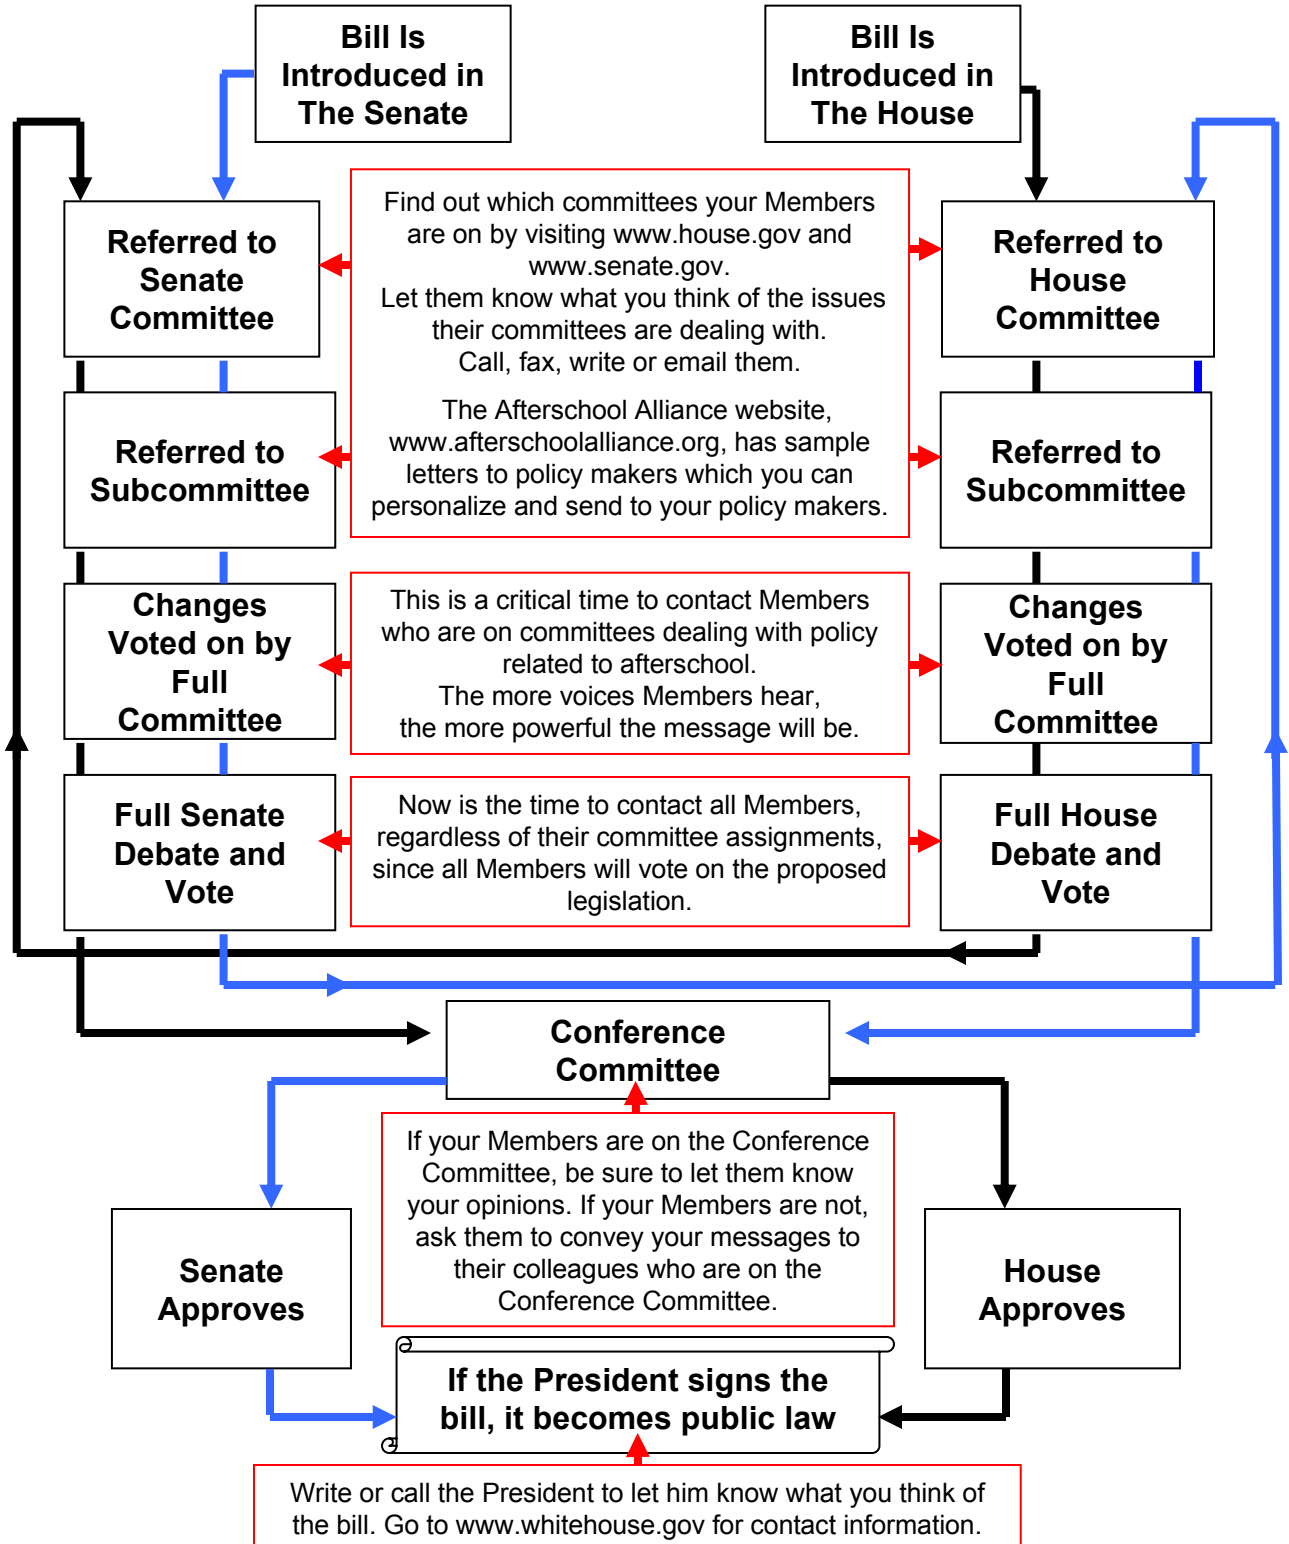 Bill Is
Introduced in
The Senate
Bill Is
Introduced in
The House
Referred to
Senate
Committee
Find out which committees your Members
are on by visiting www.house.gov and
www.senate.gov.
Let them know what you think of the issues
their committees are dealing with.
Call, fax, write or email them.
The Afterschool Alliance website,
www.afterschoolalliance.org, has sample
letters to policy makers which you can
personalize and send to your policy makers.
Referred to
House
Committee
Referred to
Subcommittee
Referred to
Subcommittee
Changes
Voted on by
Full
Committee
This is a critical time to contact Members
who are on committees dealing with policy
related to afterschool.
The more voices Members hear,
the more powerful the message will be.
Changes
Voted on by
Full
Committee
Full Senate
Debate and
Vote
Now is the time to contact all Members,
regardless of their committee assignments,
since all Members will vote on the proposed
legislation.
Full House
Debate and
Vote
Conference
Committee
If your Members are on the Conference
Committee, be sure to let them know
your opinions. If your Members are not,
ask them to convey your messages to
their colleagues who are on the
Conference Committee.
Senate
Approves
House
Approves
If the President signs the
bill, it becomes public law
Write or call the President to let him know what you think of
the bill. Go to www.whitehouse.gov for contact information.